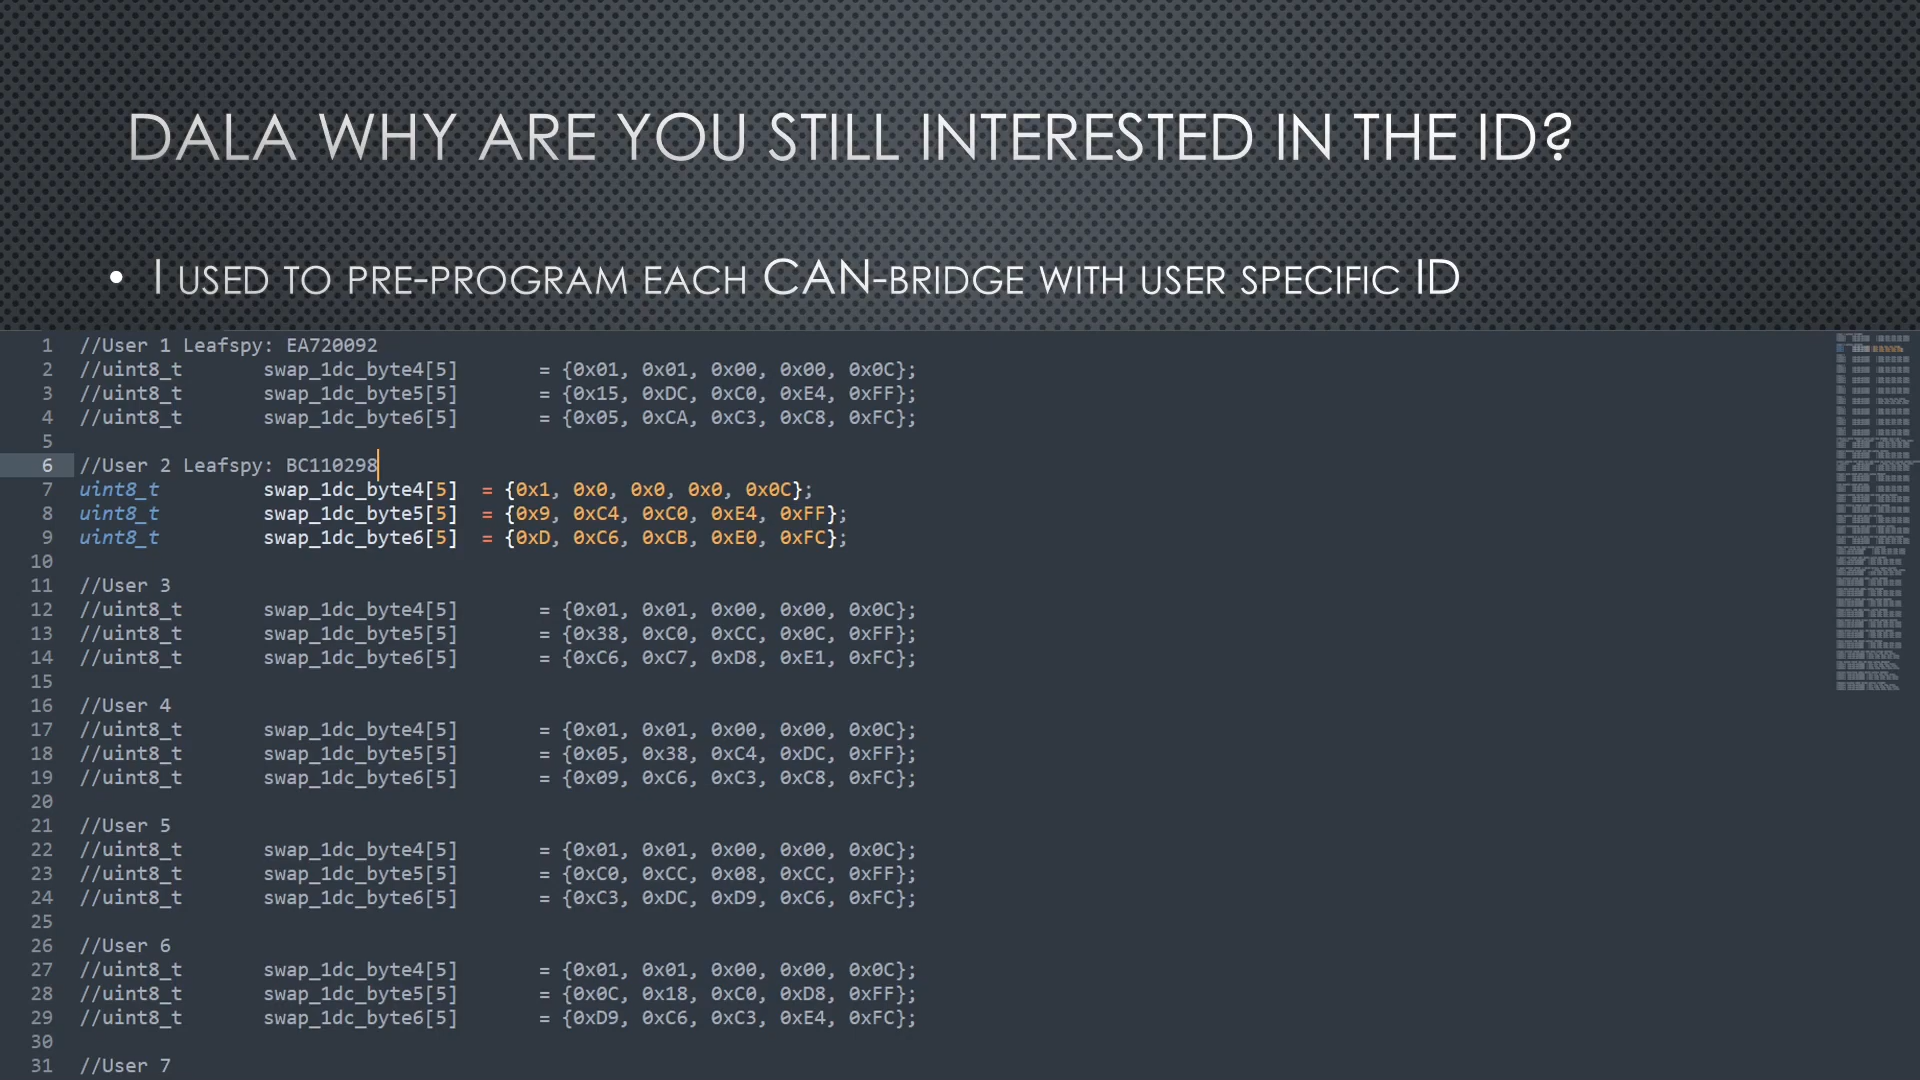 DALA WHY ARE YOU STILL INTERESTED IN THE ID?
• I USED TO PRE-PROGRAM EACH CAN-BRIDGE WITH USER SPECIFIC ID
1 //User 1 Leafspy: EA720092
2 //uint8_t swap_1dc_byte4[5] = {0x01, 0x01, 0x00, 0x00, 0x0C};
3 //uint8_t swap_1dc_byte5[5] = {0x15, 0xDC, 0xC0, 0xE4, 0xFF};
4 //uint8_t swap_1dc_byte6[5] = {0x05, 0xCA, 0xC3, 0xC8, 0xFC};
5
6 //User 2 Leafspy: BC110298
7 uint8_t swap_1dc_byte4[5] = {0x1, 0x0, 0x0, 0x0, 0x0C};
8 uint8_t swap_1dc_byte5[5] = {0x9, 0xC4, 0xC0, 0xE4, 0xFF};
9 uint8_t swap_1dc_byte6[5] = {0xD, 0xC6, 0xCB, 0xE0, 0xFC};
10
11 //User 3
12 //uint8_t swap_1dc_byte4[5] = {0x01, 0x01, 0x00, 0x00, 0x0C};
13 //uint8_t swap_1dc_byte5[5] = {0x38, 0xC0, 0xCC, 0x0C, 0xFF};
14 //uint8_t swap_1dc_byte6[5] = {0xC6, 0xC7, 0xD8, 0xE1, 0xFC};
15
16 //User 4
17 //uint8_t swap_1dc_byte4[5] = {0x01, 0x01, 0x00, 0x00, 0x0C};
18 //uint8_t swap_1dc_byte5[5] = {0x05, 0x38, 0xC4, 0xDC, 0xFF};
19 //uint8_t swap_1dc_byte6[5] = {0x09, 0xC6, 0xC3, 0xC8, 0xFC};
20
21 //User 5
22 //uint8_t swap_1dc_byte4[5] = {0x01, 0x01, 0x00, 0x00, 0x0C};
23 //uint8_t swap_1dc_byte5[5] = {0xC0, 0xCC, 0x08, 0xCC, 0xFF};
24 //uint8_t swap_1dc_byte6[5] = {0xC3, 0xDC, 0xD9, 0xC6, 0xFC};
25
26 //User 6
27 //uint8_t swap_1dc_byte4[5] = {0x01, 0x01, 0x00, 0x00, 0x0C};
28 //uint8_t swap_1dc_byte5[5] = {0x0C, 0x18, 0xC0, 0xD8, 0xFF};
29 //uint8_t swap_1dc_byte6[5] = {0xD9, 0xC6, 0xC3, 0xE4, 0xFC};
30
31 //User 7